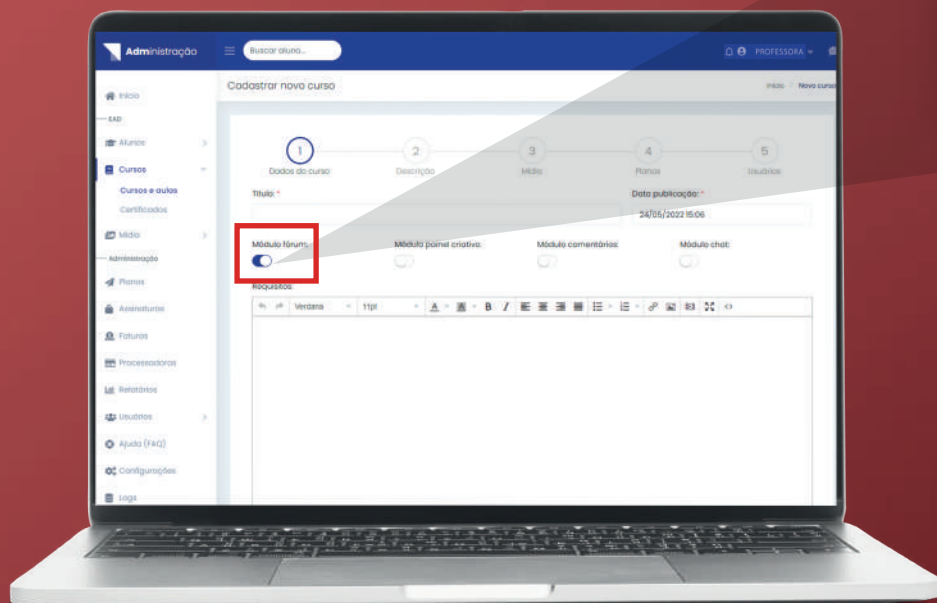 Administração
Buscar aluno...
PROFESSORA
Cadastrar novo curso
Início
Novo curso
Início
EAD
Alunos
Cursos
Cursos e aulas
Certificados
Mídia
Administração
Planos
Assinaturas
Faturas
Processadoras
Relatórios
Usuários
Ajuda (FAQ)
Configurações
Logs
1 2 3 4 5
Dados do curso Descrição Mídia Planos Usuários
Título: * Data publicação: *
24/05/2022 15:06
Módulo fórum: Módulo painel criativo: Módulo comentários: Módulo chat:
Requisitos:
Verdana 11pt A B I